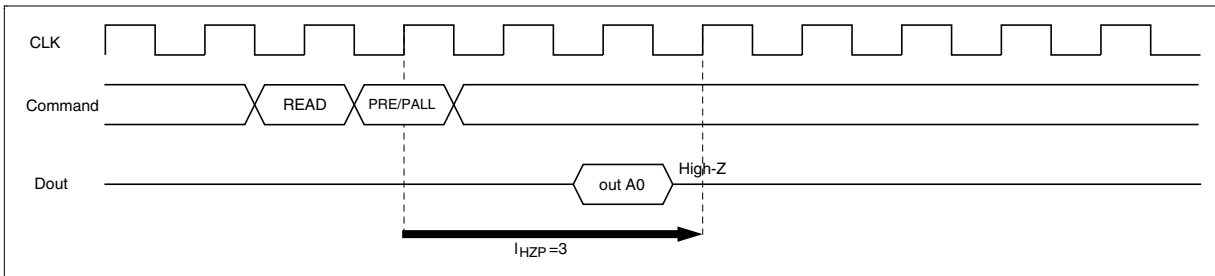 CLK
Command
READ
PRE/PALL
Dout
out A0
High-Z
lHZP =3